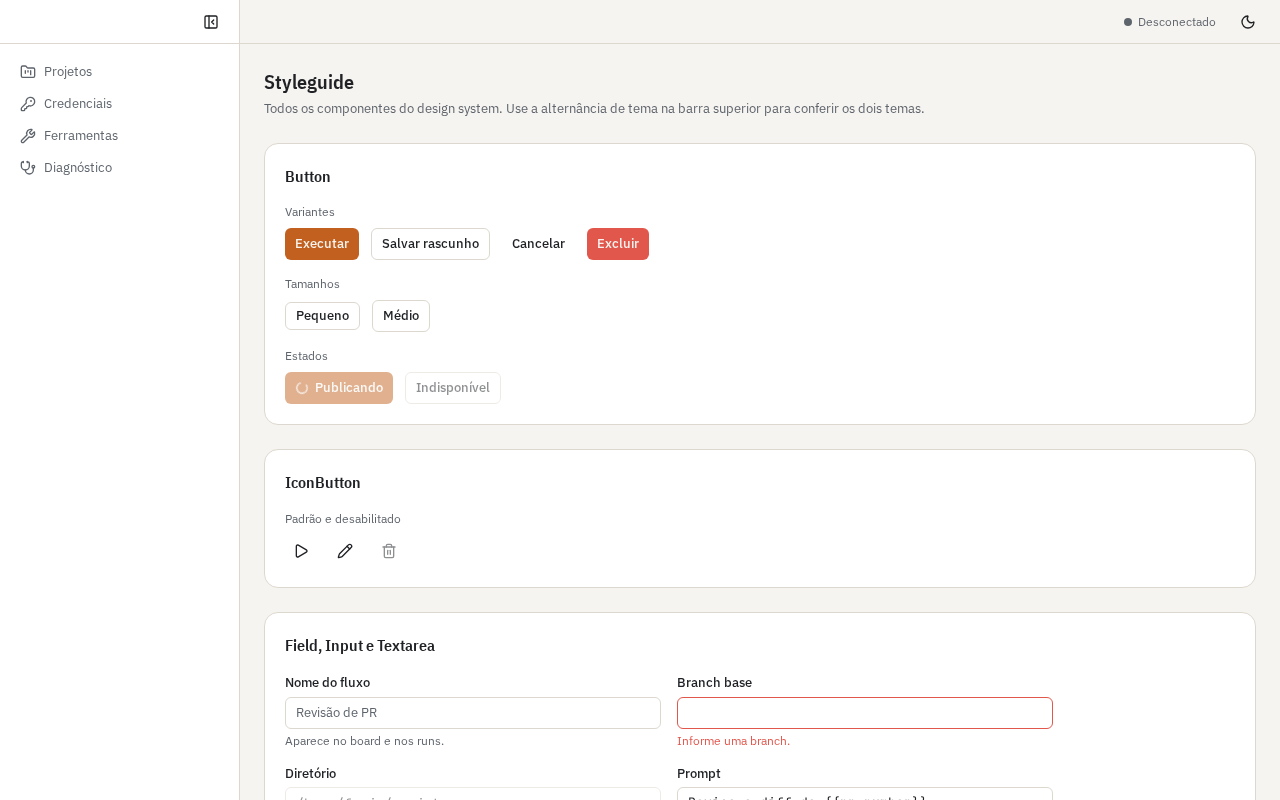 Desconectado
Projetos
Credenciais
Ferramentas
Diagnóstico
Styleguide
Todos os componentes do design system. Use a alternância de tema na barra superior para conferir os dois temas.
Button
Variantes
Executar Salvar rascunho Cancelar Excluir
Tamanhos
Pequeno Médio
Estados
Publicando Indisponível
IconButton
Padrão e desabilitado
Field, Input e Textarea
Nome do fluxo Branch base
Revisão de PR
Aparece no board e nos runs. Informe uma branch.
Diretório Prompt